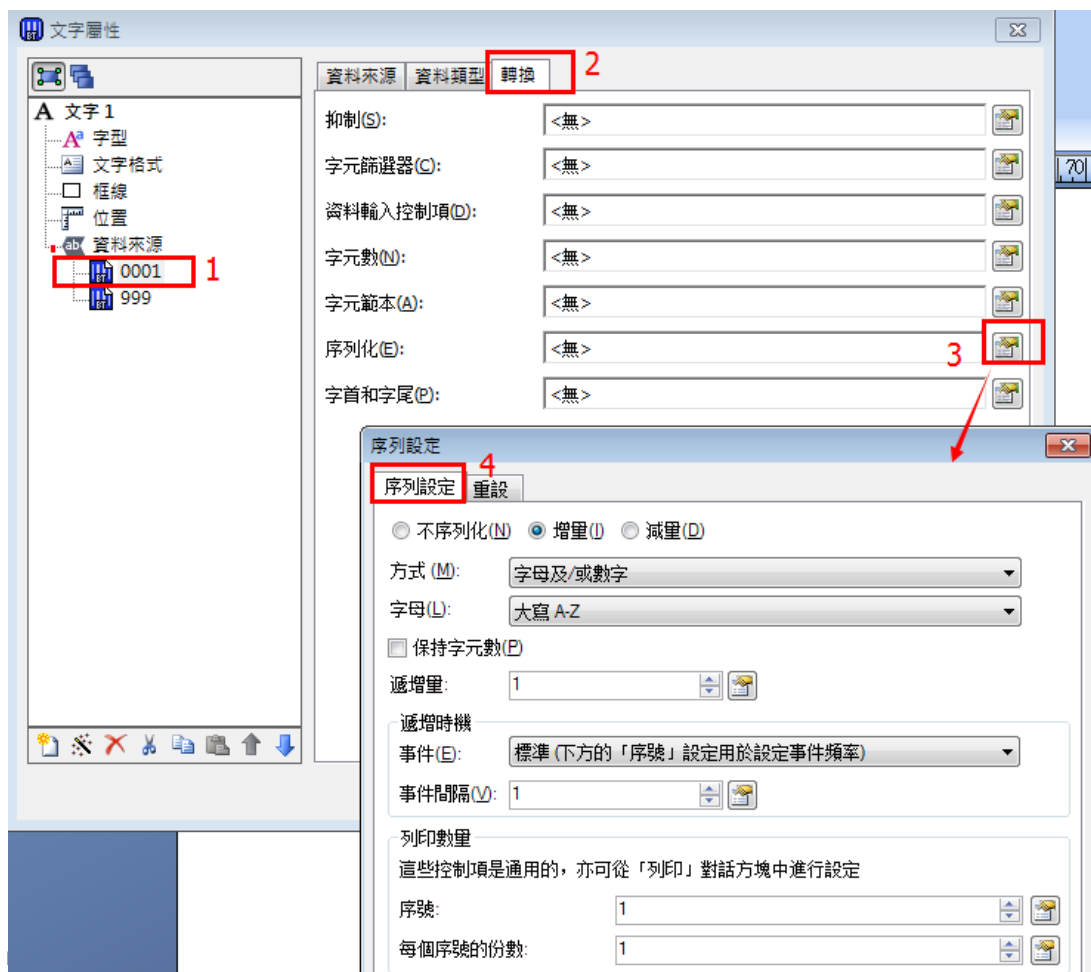 文字屬性
資料來源 資料類型 轉換 2
A 文字 1
字型
文字格式
框線
位置
資料來源
0001 1
999
抑制(S): <無>
字元篩選器(C): <無>
資料輸入控制項(D): <無>
字元數(N): <無>
字元範本(A): <無>
序列化(E): <無> 3
字首和字尾(P): <無>
70
序列設定
4
序列設定 重設
不序列化(N) 增量(I) 減量(D)
方式 (M): 字母及/或數字
字母(L): 大寫 A-Z
保持字元數(P)
遞增量: 1
遞增時機
事件(E): 標準 (下方的「序號」設定用於設定事件頻率)
事件間隔(V): 1
列印數量
這些控制項是通用的，亦可從「列印」對話方塊中進行設定
序號: 1
每個序號的份數: 1